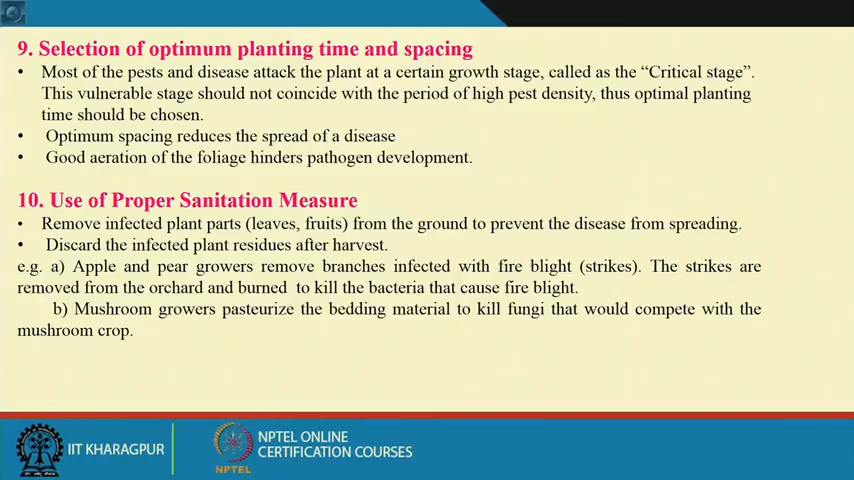 9. Selection of optimum planting time and spacing
• Most of the pests and disease attack the plant at a certain growth stage, called as the “Critical stage”.
This vulnerable stage should not coincide with the period of high pest density, thus optimal planting
time should be chosen.
• Optimum spacing reduces the spread of a disease
• Good aeration of the foliage hinders pathogen development.
10. Use of Proper Sanitation Measure
• Remove infected plant parts (leaves, fruits) from the ground to prevent the disease from spreading.
• Discard the infected plant residues after harvest.
e.g. a) Apple and pear growers remove branches infected with fire blight (strikes). The strikes are
removed from the orchard and burned to kill the bacteria that cause fire blight.
b) Mushroom growers pasteurize the bedding material to kill fungi that would compete with the
mushroom crop.
IIT KHARAGPUR
NPTEL
NPTEL ONLINE
CERTIFICATION COURSES